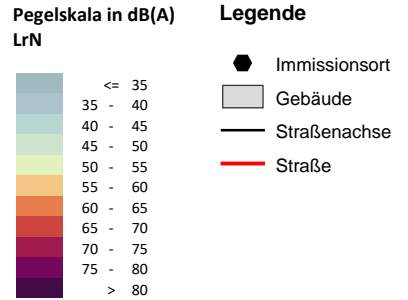 Pegelskala in dB(A)
LrN
<= 35
35 - 40
40 - 45
45 - 50
50 - 55
55 - 60
60 - 65
65 - 70
70 - 75
75 - 80
> 80
Legende
Immissionsort
Gebäude
Straßenachse
Straße